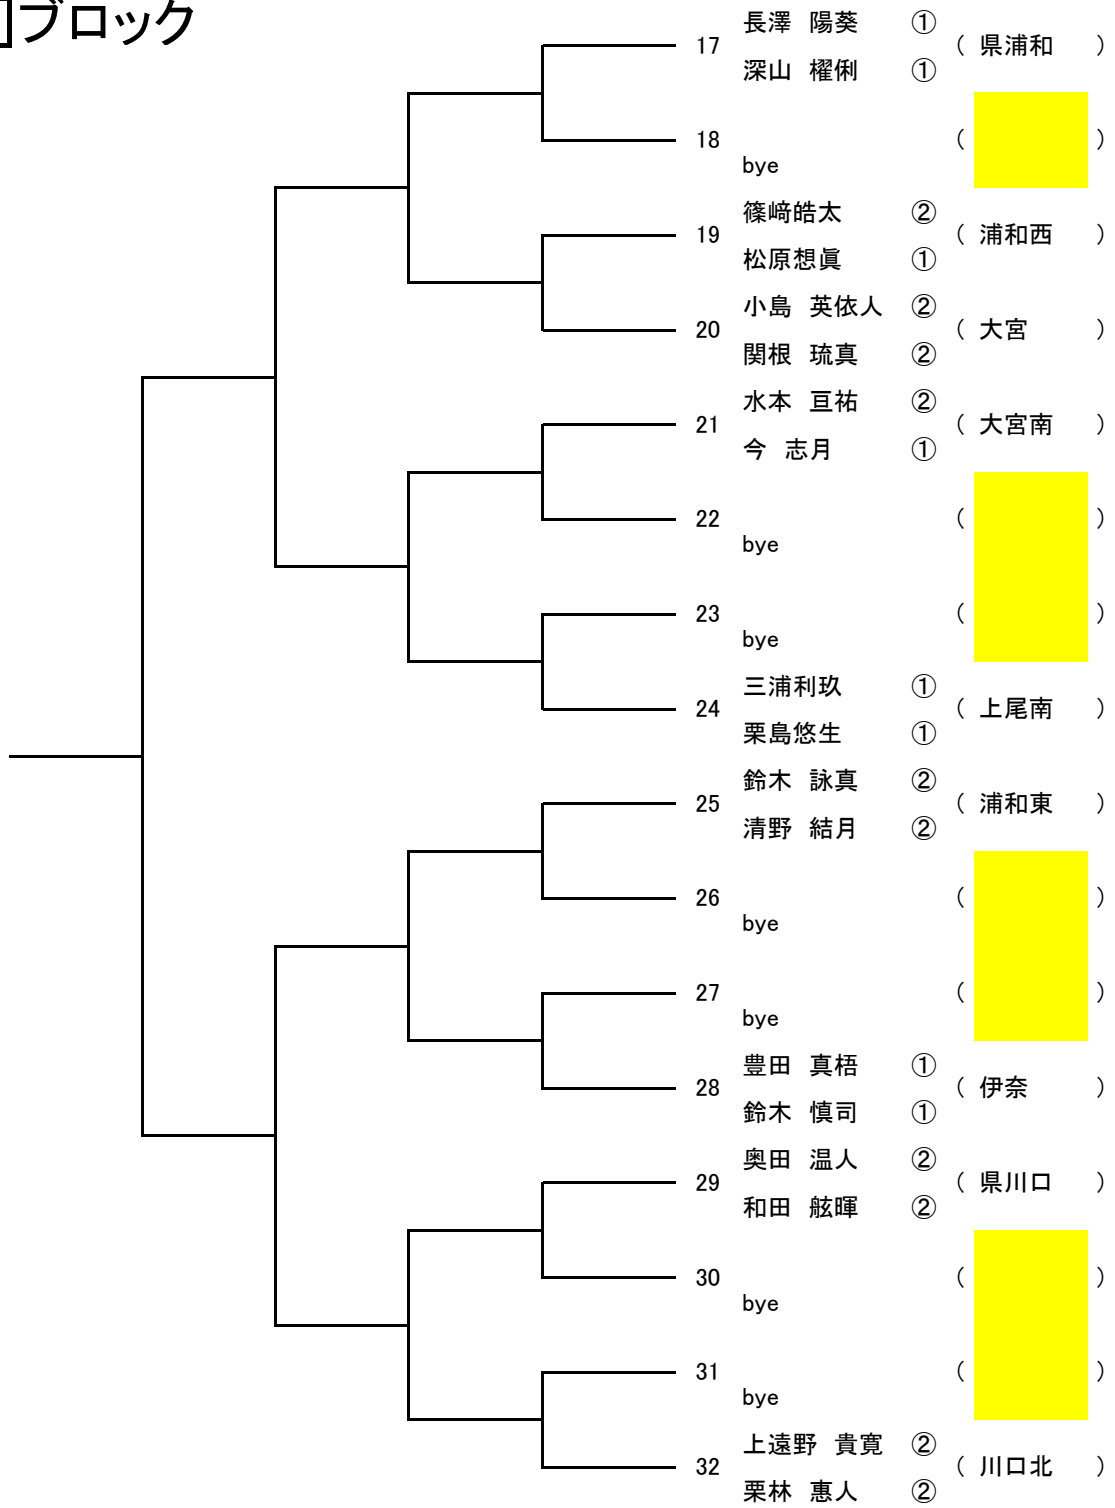 ブロック
長澤 陽葵 ①
17 ( 県浦和 )
深山 櫂俐 ①
18 ( )
bye
篠﨑皓太 ②
19 ( 浦和西 )
松原想眞 ①
小島 英依人 ②
20 ( 大宮 )
関根 琉真 ②
水本 亘祐 ②
21 ( 大宮南 )
今 志月 ①
22 ( )
bye
23 ( )
bye
三浦利玖 ①
24 ( 上尾南 )
栗島悠生 ①
鈴木 詠真 ②
25 ( 浦和東 )
清野 結月 ②
26 ( )
bye
27 ( )
bye
豊田 真梧 ①
28 ( 伊奈 )
鈴木 慎司 ①
奥田 温人 ②
29 ( 県川口 )
和田 舷暉 ②
30 ( )
bye
31 ( )
bye
上遠野 貴寛 ②
32 ( 川口北 )
栗林 惠人 ②